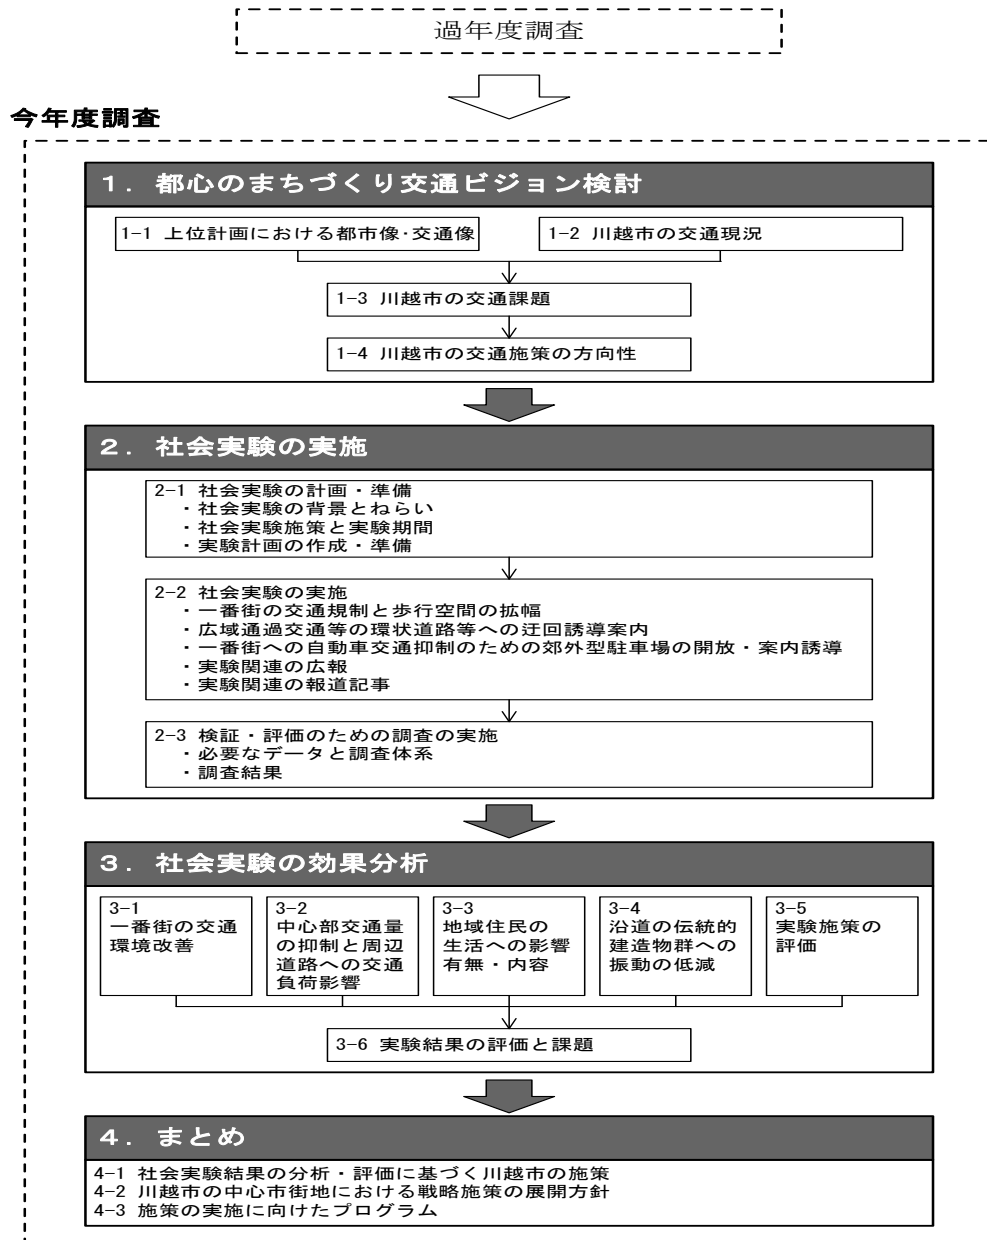 過年度調査
今年度調査
1. 都心のまちづくり交通ビジョン検討
1-1 上位計画における都市像･交通像
1-2 川越市の交通現況
1-3 川越市の交通課題
1-4 川越市の交通施策の方向性
2. 社会実験の実施
2-1 社会実験の計画・準備
・社会実験の背景とねらい
・社会実験施策と実験期間
・実験計画の作成・準備
2-2 社会実験の実施
・一番街の交通規制と歩行空間の拡幅
・広域通過交通等の環状道路等への迂回誘導案内
・一番街への自動車交通抑制のための郊外型駐車場の開放・案内誘導
・実験関連の広報
・実験関連の報道記事
2-3 検証・評価のための調査の実施
・必要なデータと調査体系
・調査結果
3. 社会実験の効果分析
3-1
一番街の交通
環境改善
3-2
中心部交通量
の抑制と周辺
道路への交通
負荷影響
3-3
地域住民の
生活への影響
有無・内容
3-4
沿道の伝統的
建造物群への
振動の低減
3-5
実験施策の
評価
3-6 実験結果の評価と課題
4. まとめ
4-1 社会実験結果の分析・評価に基づく川越市の施策
4-2 川越市の中心市街地における戦略施策の展開方針
4-3 施策の実施に向けたプログラム